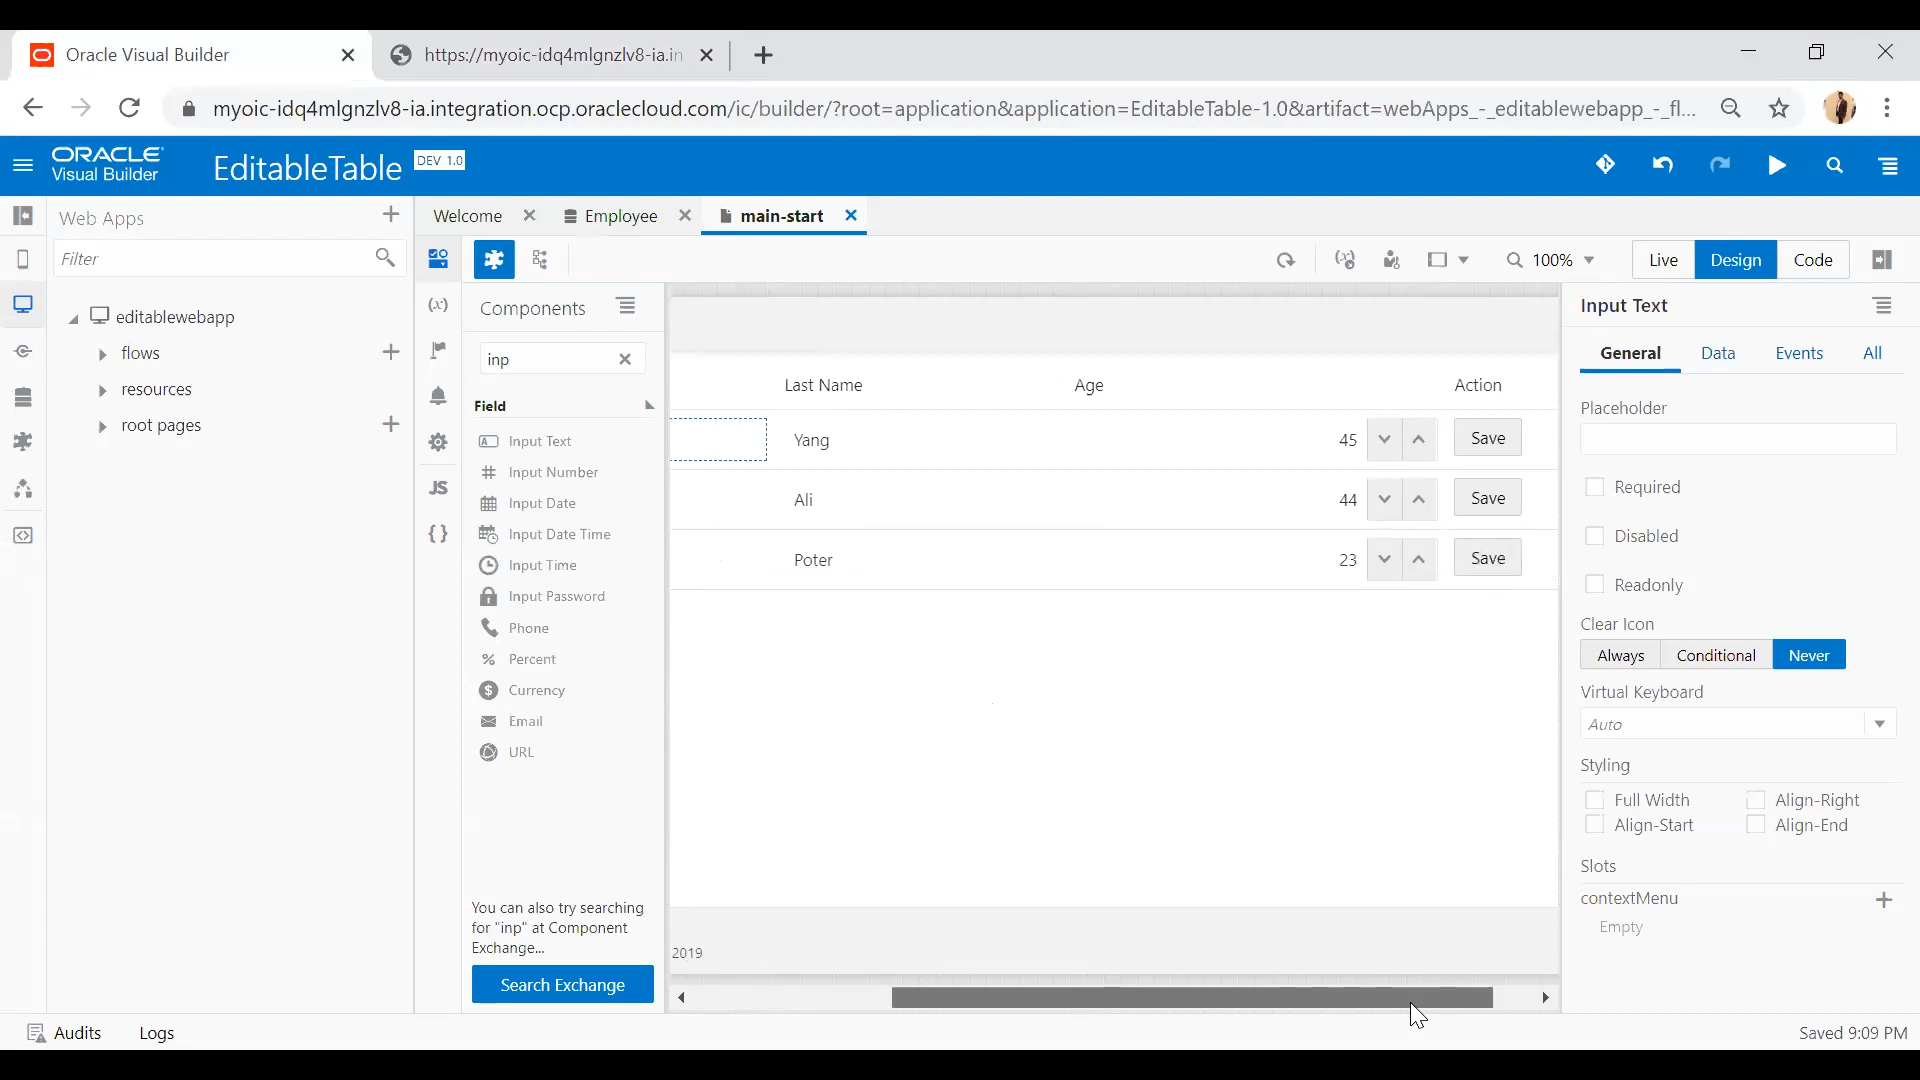 Oracle Visual Builder
https://myoic-idq4mlgnzlv8-ia.in
myoic-idq4mlgnzlv8-ia.integration.ocp.oraclecloud.com/ic/builder/?root=application&application=EditableTable-1.0&artifact=webApps_-_editablewebapp_-_fl...
ORACLE
Visual Builder
EditableTable
DEV 1.0
Web Apps
Welcome
Employee
main-start
Filter
100%
Live
Design
Code
editablewebapp
flows
resources
root pages
(x)
JS
{ }
Components
inp
Field
Input Text
Input Number
Input Date
Input Date Time
Input Time
Input Password
Phone
Percent
Currency
Email
URL
You can also try searching
for "inp" at Component
Exchange...
Search Exchange
Last Name Age Action
Yang 45 Save
Ali 44 Save
Poter 23 Save
2019
Input Text
General Data Events All
Placeholder
Required
Disabled
Readonly
Clear Icon
Always Conditional Never
Virtual Keyboard
Auto
Styling
Full Width Align-Right
Align-Start Align-End
Slots
contextMenu
Empty
Audits Logs
Saved 9:09 PM